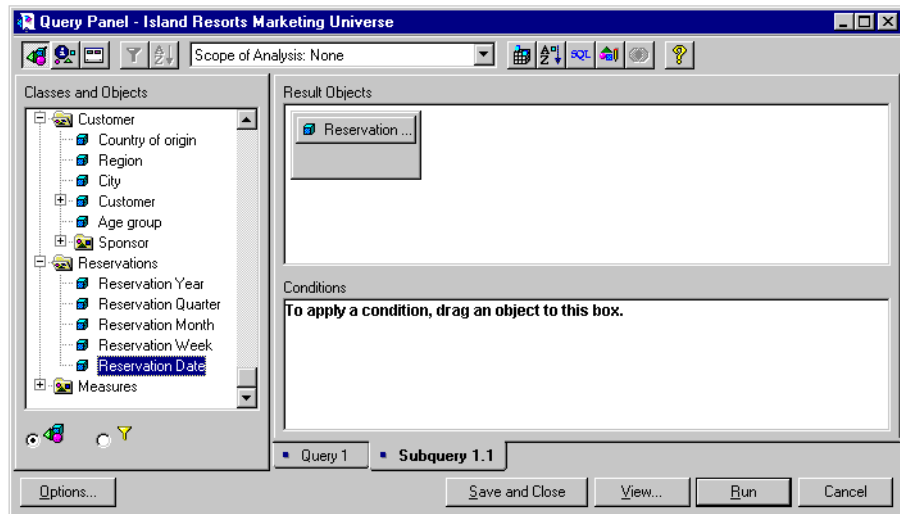 Query Panel - Island Resorts Marketing Universe
Scope of Analysis: None
SQL
Classes and Objects
Customer
Country of origin
Region
City
Customer
Age group
Sponsor
Reservations
Reservation Year
Reservation Quarter
Reservation Month
Reservation Week
Reservation Date
Measures
Result Objects
Reservation ...
Conditions
To apply a condition, drag an object to this box.
Query 1
Subquery 1.1
Options...
Save and Close
View...
Run
Cancel